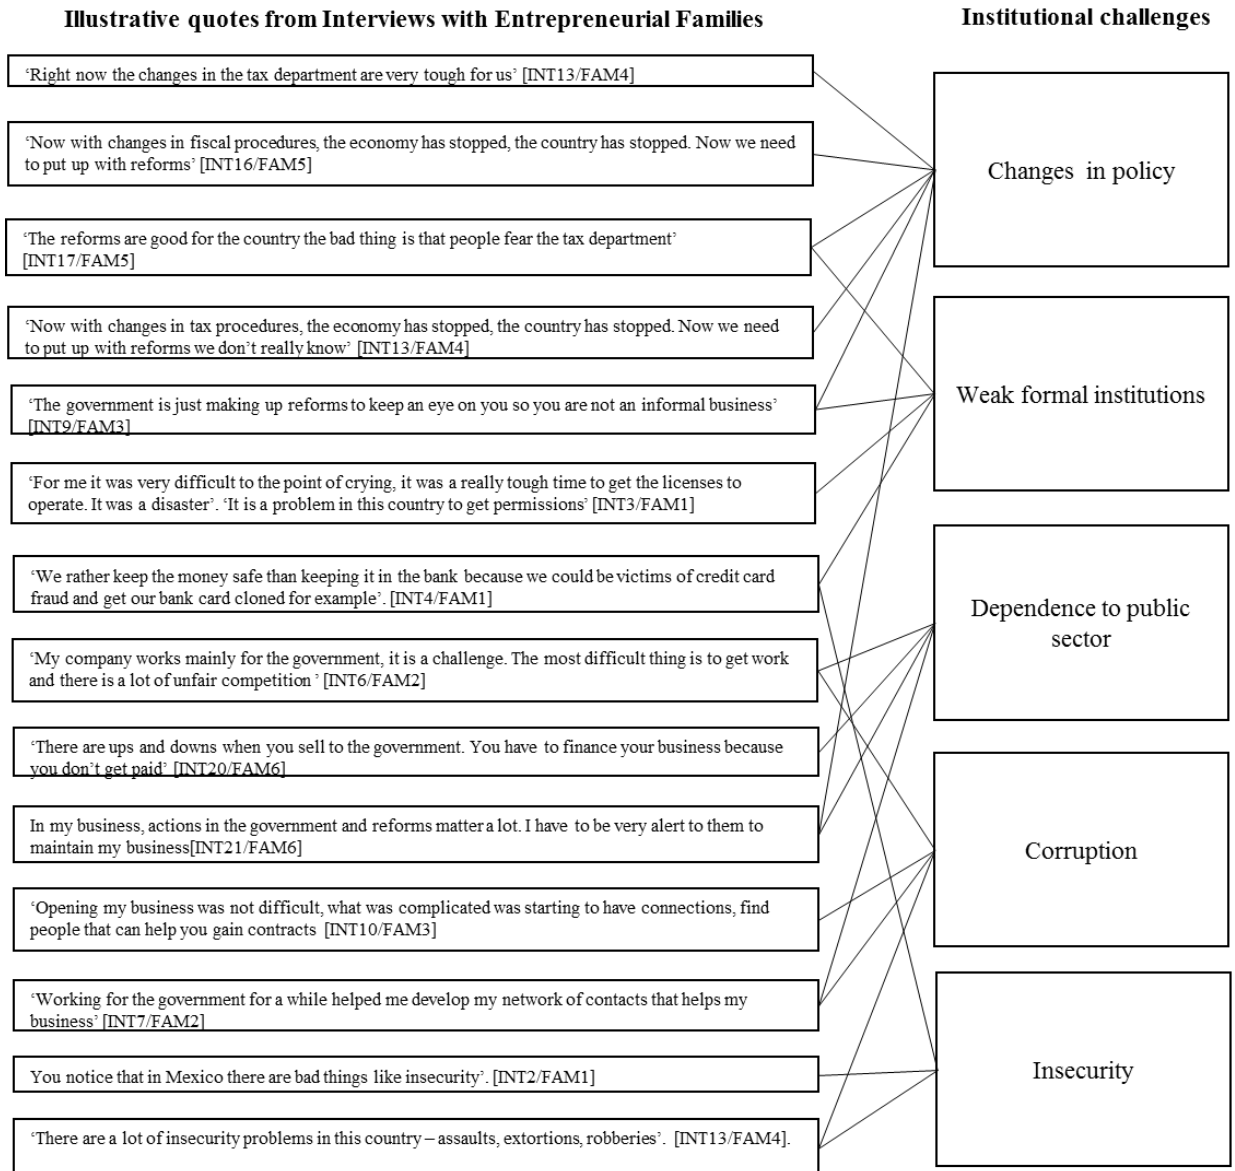 Illustrative quotes from Interviews with Entrepreneurial Families
Institutional challenges
‘Right now the changes in the tax department are very tough for us’ [INT13/FAM4]
‘Now with changes in fiscal procedures, the economy has stopped, the country has stopped. Now we need
to put up with reforms’ [INT16/FAM5]
‘The reforms are good for the country the bad thing is that people fear the tax department’
[INT17/FAM5]
‘Now with changes in tax procedures, the economy has stopped, the country has stopped. Now we need
to put up with reforms we don’t really know’ [INT13/FAM4]
‘The government is just making up reforms to keep an eye on you so you are not an informal business’
[INT9/FAM3]
‘For me it was very difficult to the point of crying, it was a really tough time to get the licenses to
operate. It was a disaster’. ‘It is a problem in this country to get permissions’ [INT3/FAM1]
‘We rather keep the money safe than keeping it in the bank because we could be victims of credit card
fraud and get our bank card cloned for example’. [INT4/FAM1]
‘My company works mainly for the government, it is a challenge. The most difficult thing is to get work
and there is a lot of unfair competition ’ [INT6/FAM2]
‘There are ups and downs when you sell to the government. You have to finance your business because
you don’t get paid’ [INT20/FAM6]
In my business, actions in the government and reforms matter a lot. I have to be very alert to them to
maintain my business[INT21/FAM6]
‘Opening my business was not difficult, what was complicated was starting to have connections, find
people that can help you gain contracts [INT10/FAM3]
‘Working for the government for a while helped me develop my network of contacts that helps my
business’ [INT7/FAM2]
You notice that in Mexico there are bad things like insecurity’. [INT2/FAM1]
‘There are a lot of insecurity problems in this country – assaults, extortions, robberies’. [INT13/FAM4].
Changes in policy
Weak formal institutions
Dependence to public
sector
Corruption
Insecurity